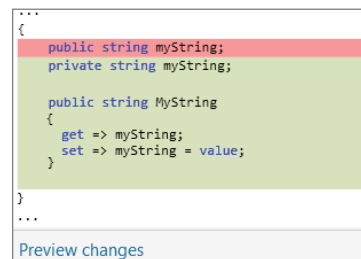 ...
{
public string myString;
private string myString;
public string MyString
{
get => myString;
set => myString = value;
}
}
...
Preview changes